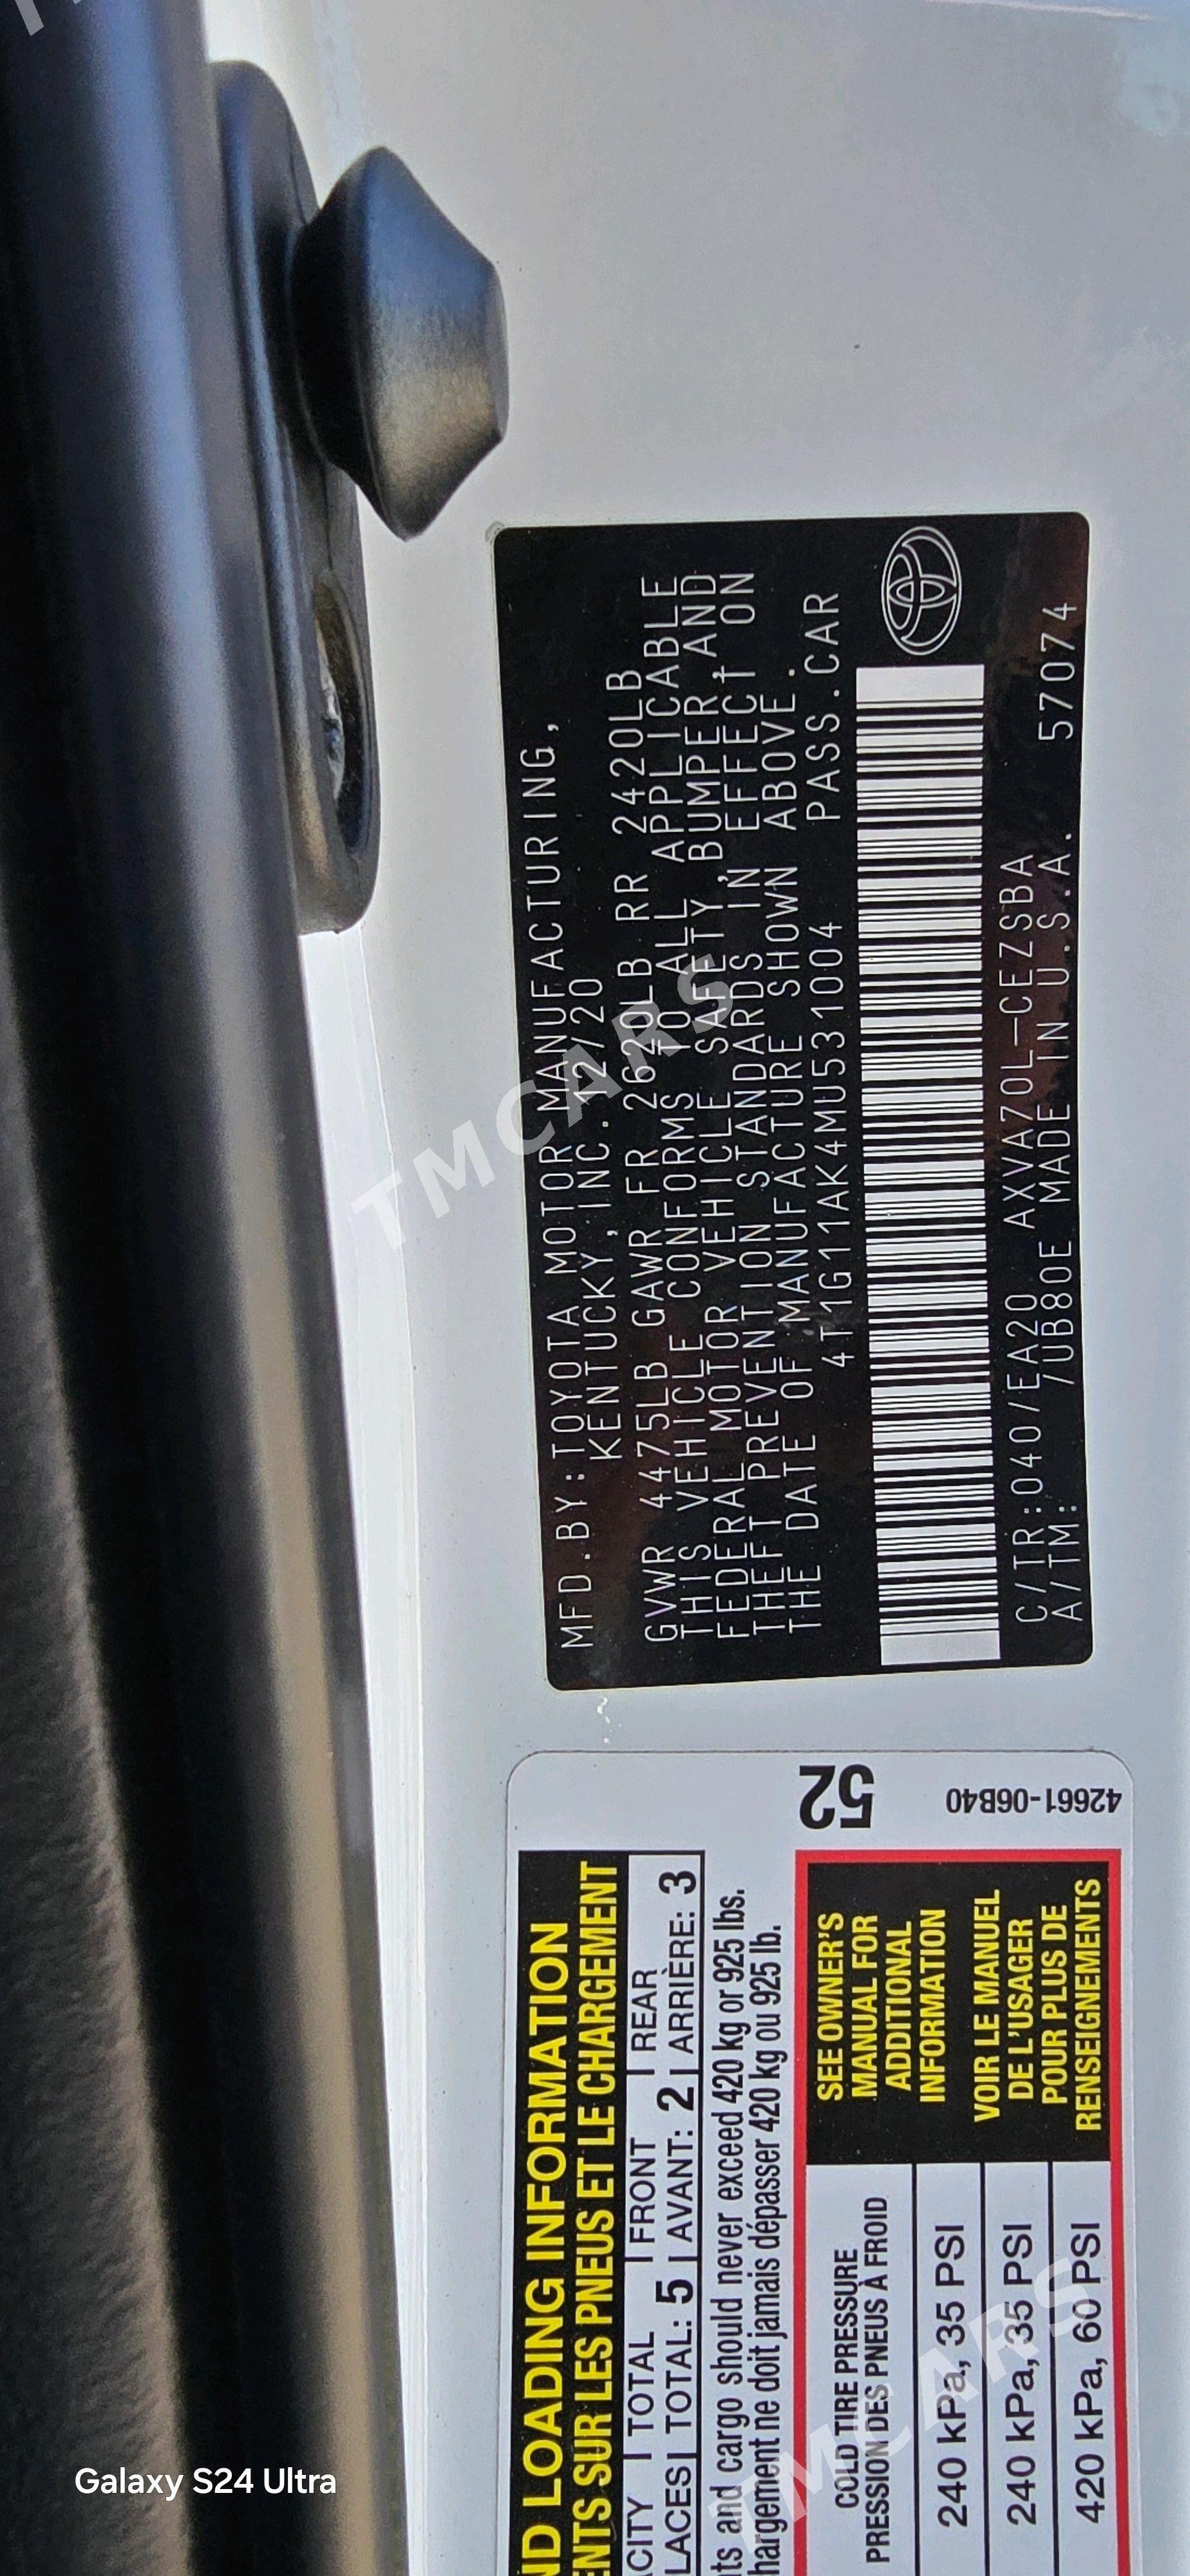 MFD.BY:TOYOTA MOTOR MANUFACTURING,
KENTUCKY,INC. 12/20
GVWR 4475LB GAWR FR 2620LB RR 2420LB
THIS VEHICLE CONFORMS TO ALL APPLICABLE
FEDERAL MOTOR VEHICLE SAFETY,BUMPER,AND
THEFT PREVENTION STANDARDS IN EFFECT ON
THE DATE OF MANUFACTURE SHOWN ABOVE.
4T1G11AK4MU531004 PASS.CAR
C/TR:040/EA20 AXVA70L-CEZSBA
A/TM: /UB80E MADE IN U.S.A. 57074
LOADING INFORMATION
SUR LES PNEUS ET LE CHARGEMENT
TOTAL FRONT REAR
TOTAL: 5 AVANT: 2 ARRIÈRE: 3
and cargo should never exceed 420 kg or 925 lbs.
ne doit jamais dépasser 420 kg ou 925 lb.
COLD TIRE PRESSURE
PRESSION DES PNEUS À FROID
240 kPa, 35 PSI
240 kPa, 35 PSI
420 kPa, 60 PSI
SEE OWNER'S
MANUAL FOR
ADDITIONAL
INFORMATION
VOIR LE MANUEL
DE L'USAGER
POUR PLUS DE
RENSEIGNEMENTS
52
42661-06B40
TMCARS
TMCARS
Galaxy S24 Ultra